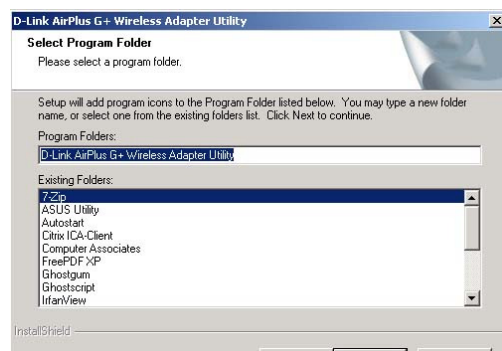 D-Link AirPlus G+ Wireless Adapter Utility
Select Program Folder
Please select a program folder.
Setup will add program icons to the Program Folder listed below. You may type a new folder
name, or select one from the existing folders list. Click Next to continue.
Program Folders:
D-Link AirPlus G+ Wireless Adapter Utility
Existing Folders:
7-Zip
ASUS Utility
Autostart
Citrix ICA-Client
Computer Associates
FreePDF XP
Ghostgum
Ghostscript
IrfanView
InstallShield